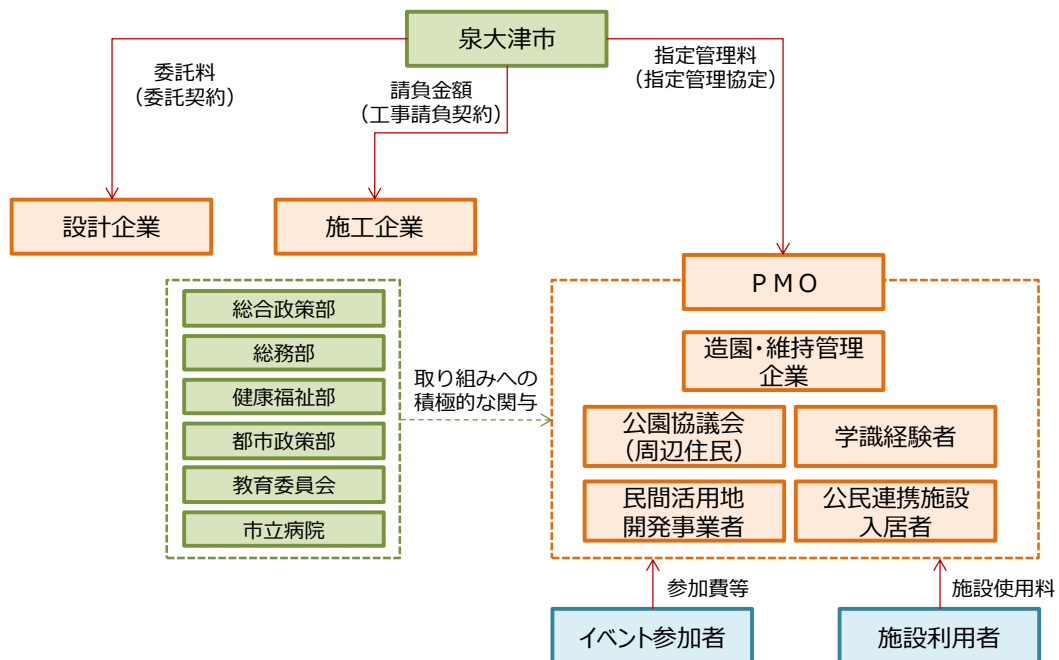 泉大津市
委託料
（委託契約）
請負金額
（工事請負契約）
指定管理料
（指定管理協定）
設計企業
施工企業
ＰＭＯ
総合政策部
総務部
健康福祉部
都市政策部
教育委員会
市立病院
取り組みへの
積極的な関与
造園・維持管理
企業
公園協議会
（周辺住民）
学識経験者
民間活用地
開発事業者
公民連携施設
入居者
参加費等
施設使用料
イベント参加者
施設利用者